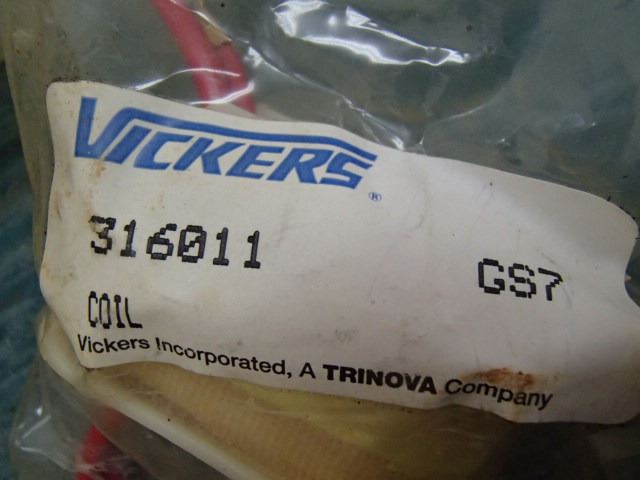 VICKERS®
316011 GS7
COIL
Vickers Incorporated, A TRINOVA Company